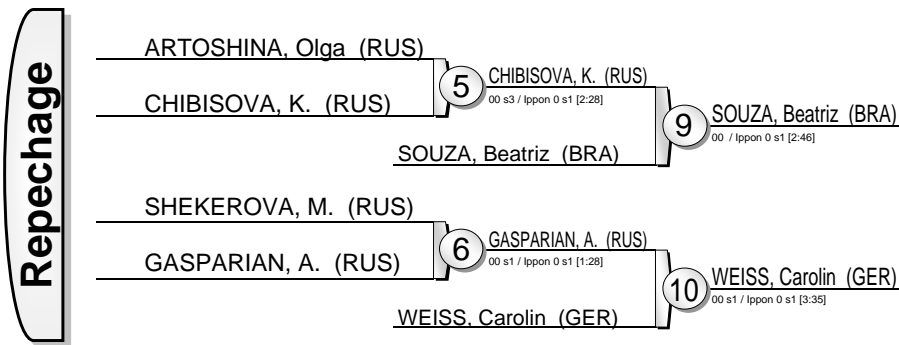 Repechage
ARTOSHINA, Olga (RUS)
CHIBISOVA, K. (RUS)
5
CHIBISOVA, K. (RUS)
00 s3 / Ippon 0 s1 [2:28]
SOUZA, Beatriz (BRA)
9
SOUZA, Beatriz (BRA)
00 / Ippon 0 s1 [2:46]
SHEKEROVA, M. (RUS)
GASPARIAN, A. (RUS)
6
GASPARIAN, A. (RUS)
00 s1 / Ippon 0 s1 [1:28]
WEISS, Carolin (GER)
10
WEISS, Carolin (GER)
00 s1 / Ippon 0 s1 [3:35]